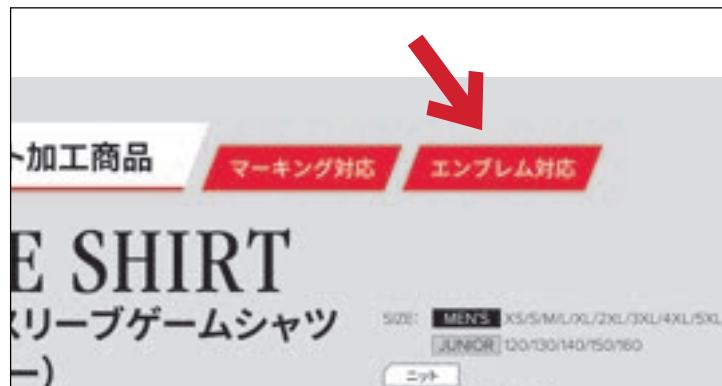 ト加工商品
マーキング対応
エンブレム対応
E SHIRT
スリーブゲームシャツ
ー)
SIZE: MEN'S XS/S/M/L/XL/2XL/3XL/4XL/5XL
JUNIOR 120/130/140/150/160
ニット